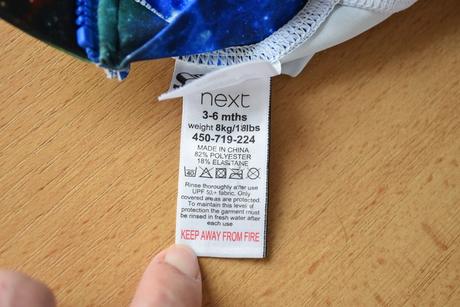 next
3-6 mths
weight 8kg/18lbs
450-719-224
MADE IN CHINA
82% POLYESTER
18% ELASTANE
Rinse thoroughly after use
UPF 50+ fabric. Only
covered areas are protected.
To maintain this level of
protection the garment must
be rinsed in fresh water after
each use
KEEP AWAY FROM FIRE